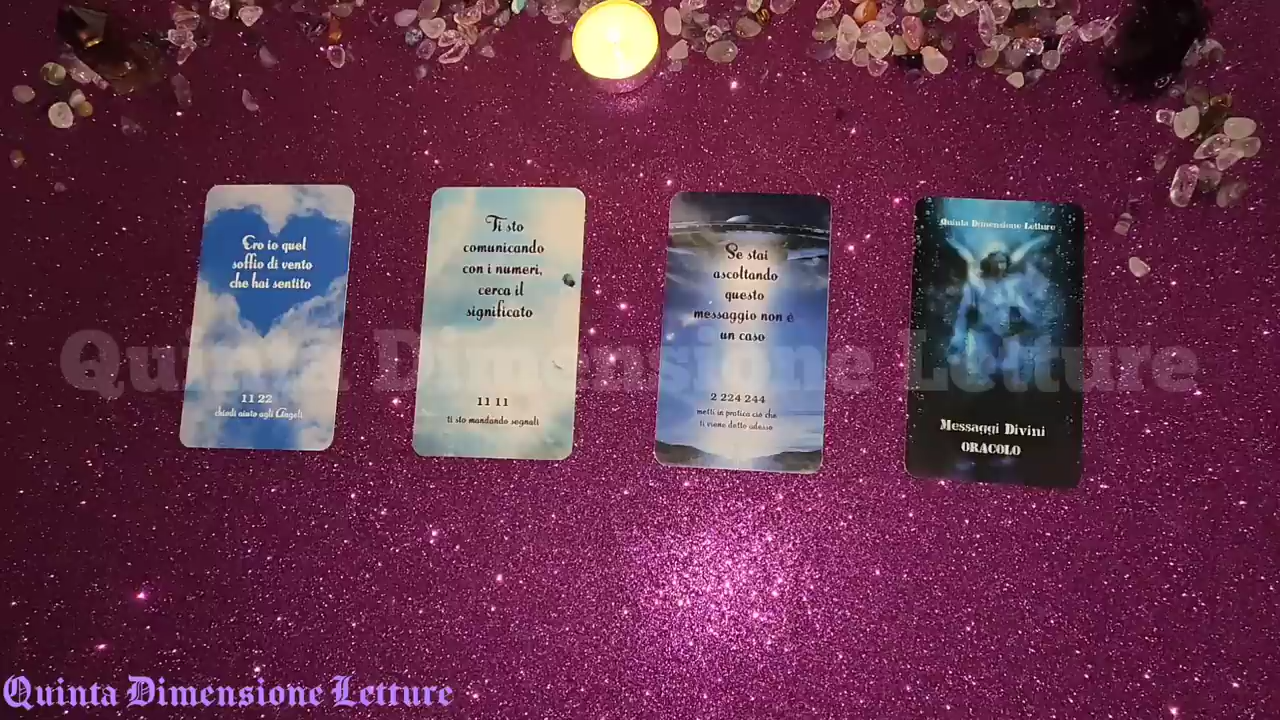 Ero io quel
soffio di vento
che hai sentito
11 22
chiedi aiuto agli Angeli
Ti sto
comunicando
con i numeri,
cerca il
significato
11 11
ti sto mandando segnali
Se stai
ascoltando
questo
messaggio non è
un caso
2 224 244
metti in pratica ciò che
ti viene detto adesso
Quinta Dimensione Letture
Messaggi Divini
ORACOLO
Quinta Dimensione Letture
Quinta Dimensione Letture